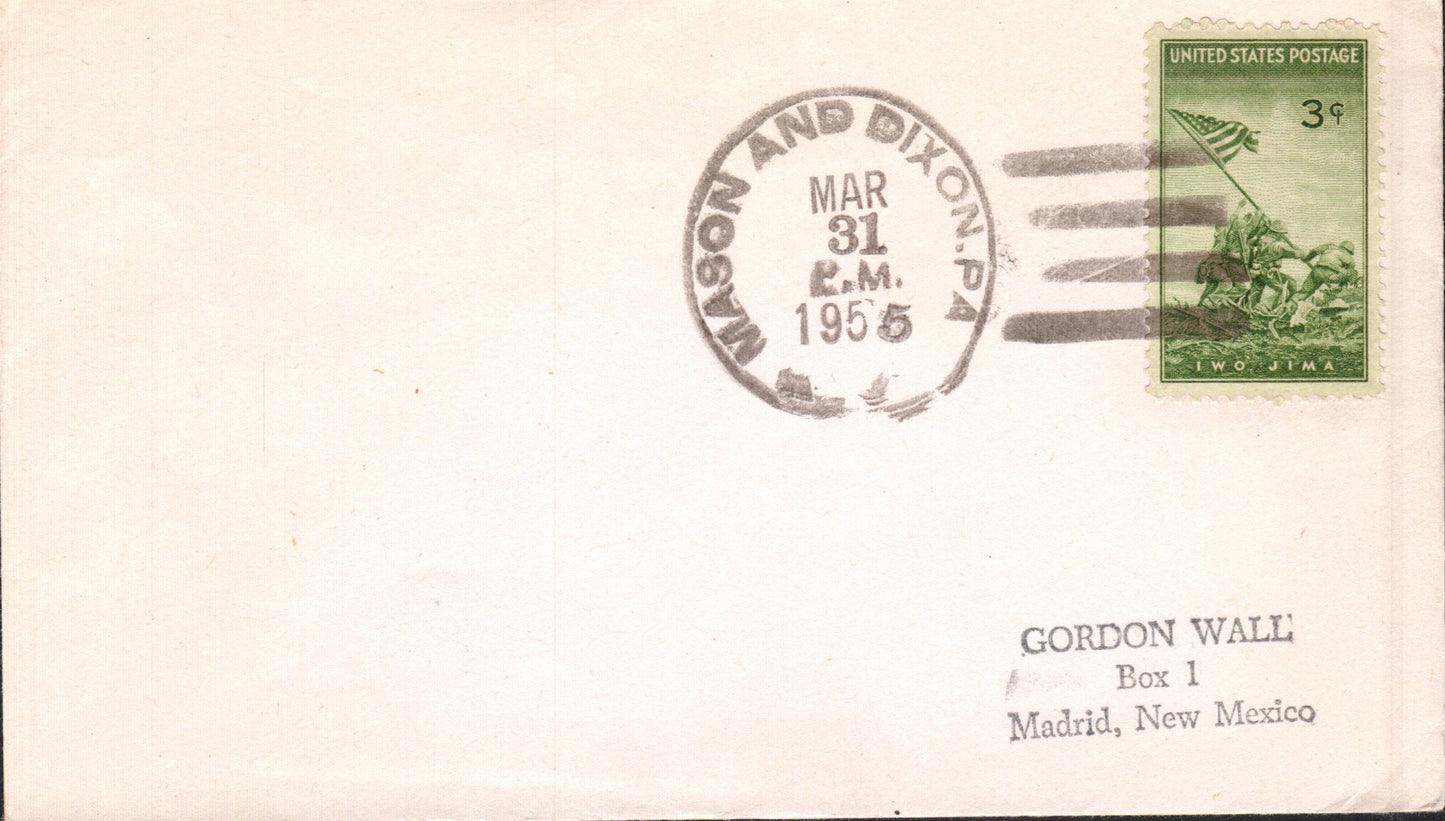 UNITED STATES POSTAGE
3¢
IWO JIMA
MASON AND DIXON. PA
MAR
31
P.M.
1955
GORDON WALL
Box 1
Madrid, New Mexico